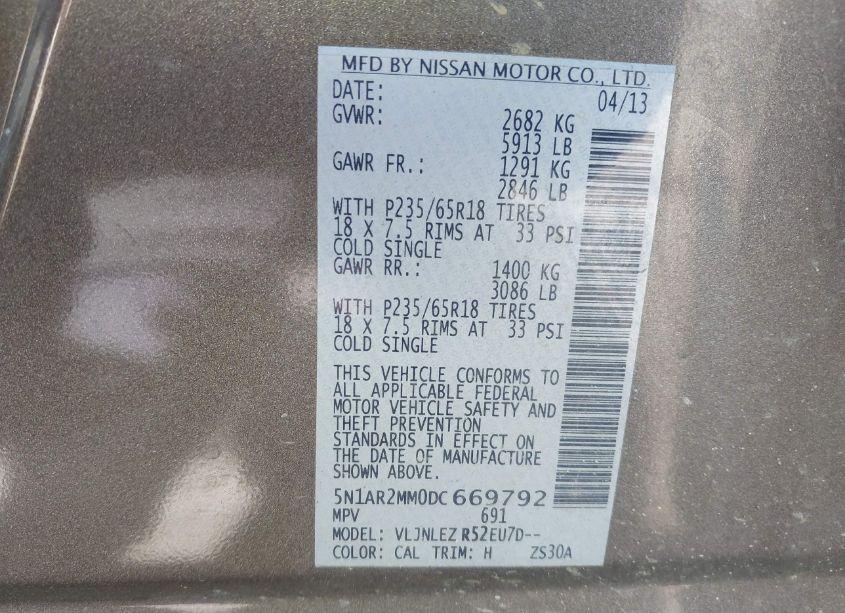 MFD BY NISSAN MOTOR CO., LTD.
DATE: 04/13
GVWR: 2682 KG
5913 LB
GAWR FR.: 1291 KG
2846 LB
WITH P235/65R18 TIRES
18 X 7.5 RIMS AT 33 PSI
COLD SINGLE
GAWR RR.: 1400 KG
3086 LB
WITH P235/65R18 TIRES
18 X 7.5 RIMS AT 33 PSI
COLD SINGLE
THIS VEHICLE CONFORMS TO
ALL APPLICABLE FEDERAL
MOTOR VEHICLE SAFETY AND
THEFT PREVENTION
STANDARDS IN EFFECT ON
THE DATE OF MANUFACTURE
SHOWN ABOVE.
5N1AR2MM0DC669792
MPV 691
MODEL: VLJNLEZ R52EU7D--
COLOR: CAL TRIM: H ZS30A